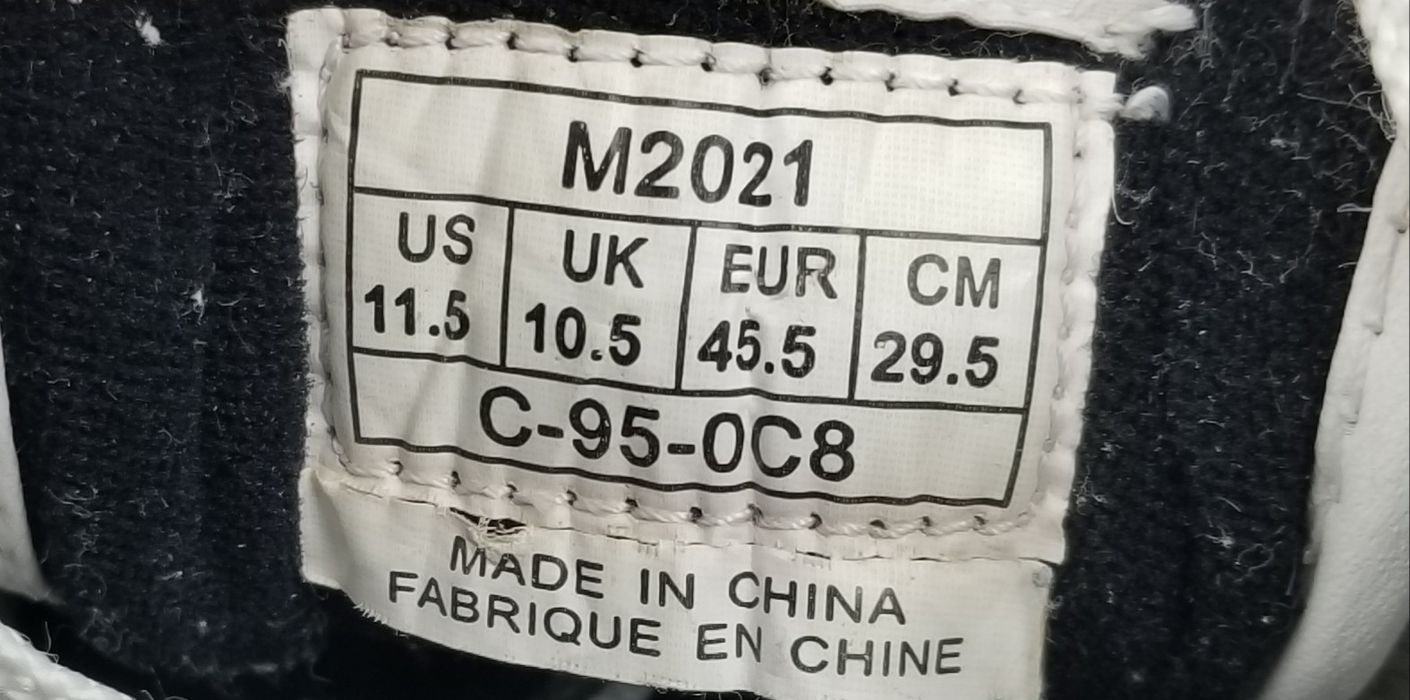 M2021
US UK EUR CM
11.5 10.5 45.5 29.5
C-95-0C8
MADE IN CHINA
FABRIQUE EN CHINE